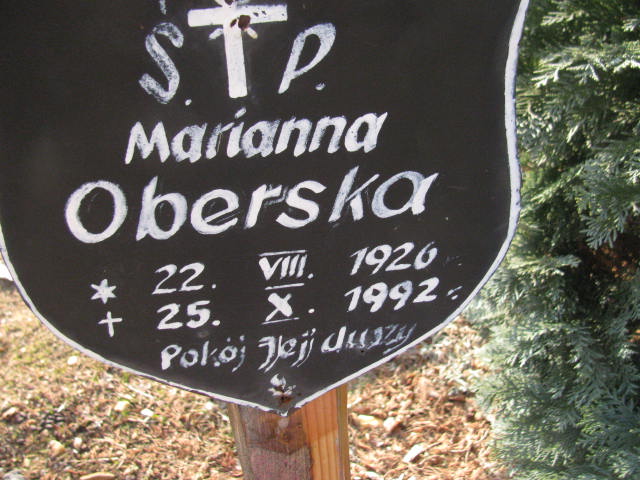 Ś. P.
Marianna
Oberska
* 22. VIII. 1926
+ 25. X. 1992.
Pokój Jej duszy